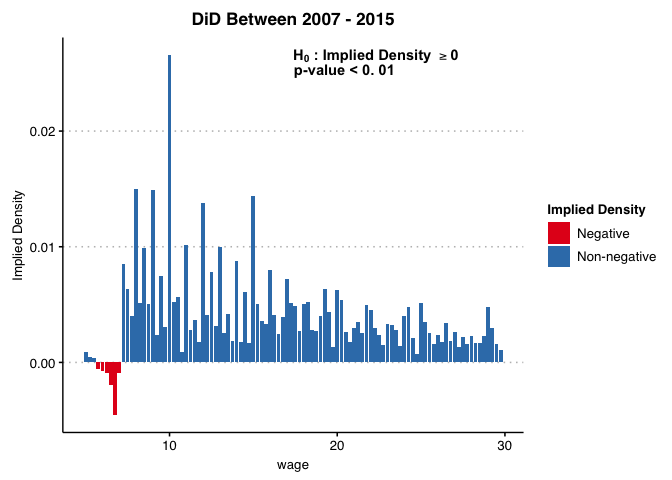 DiD Between 2007 - 2015
H₀ : Implied Density ≥ 0
p-value < 0. 01
0.02
0.01
0.00
Implied Density
10
20
30
wage
Implied Density
Negative
Non-negative